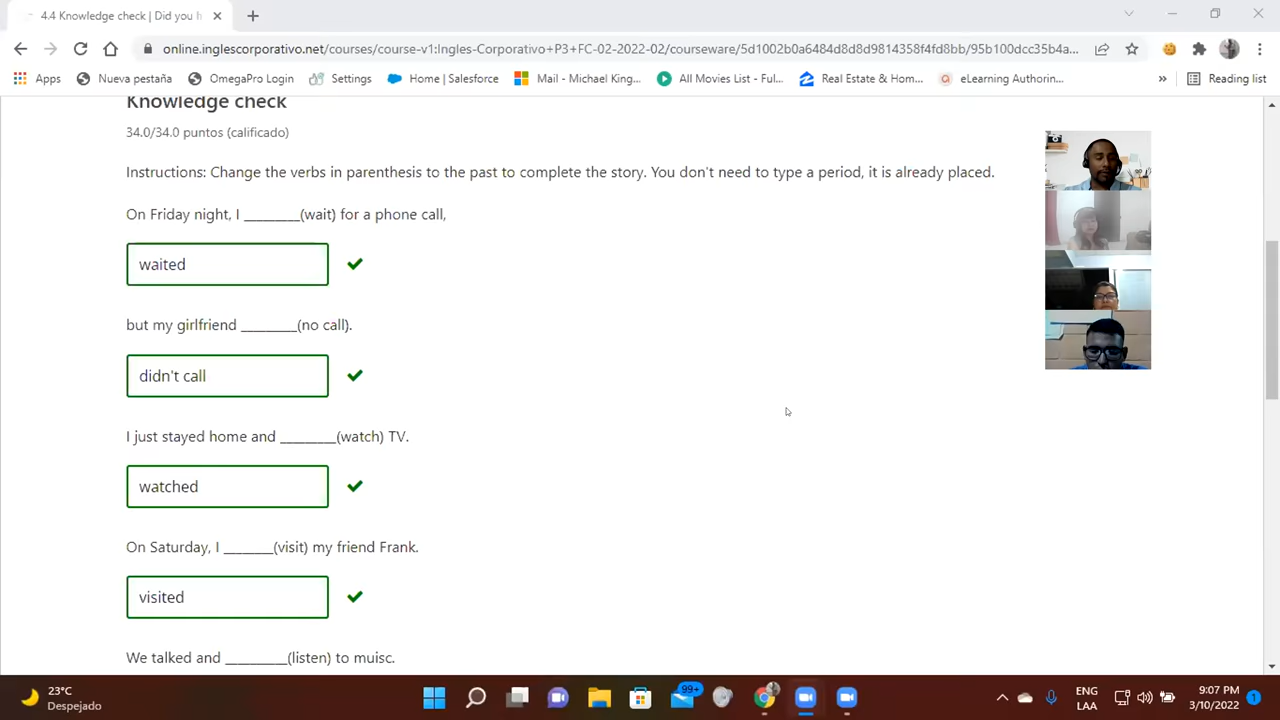 4.4 Knowledge check | Did you h
online.inglescorporativo.net/courses/course-v1:Ingles-Corporativo+P3+FC-02-2022-02/courseware/5d1002b0a6484d8d8d9814358f4fd8bb/95b100dcc35b4a...
Apps Nueva pestaña OmegaPro Login Settings Home | Salesforce Mail - Michael King... All Movies List - Ful... Real Estate & Hom... eLearning Authorin... » Reading list
Knowledge check
34.0/34.0 puntos (calificado)
Instructions: Change the verbs in parenthesis to the past to complete the story. You don't need to type a period, it is already placed.
On Friday night, I ________(wait) for a phone call,
waited
but my girlfriend ________(no call).
didn't call
I just stayed home and ________(watch) TV.
watched
On Saturday, I _______(visit) my friend Frank.
visited
We talked and _________(listen) to muisc.
23°C
Despejado
99+
ENG
LAA
9:07 PM
3/10/2022
1